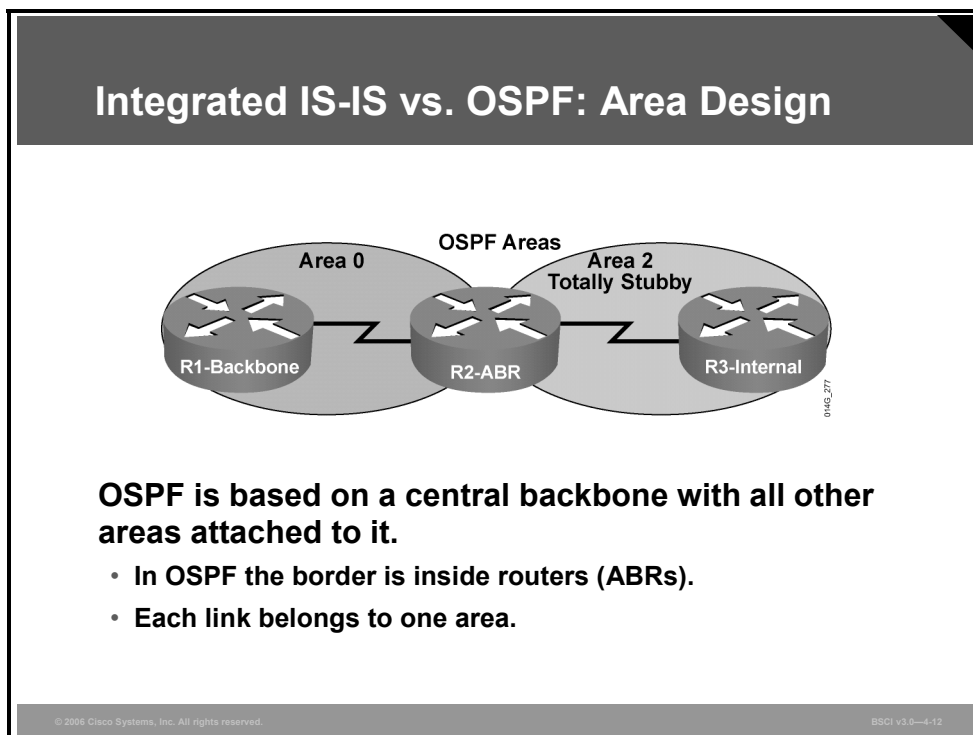 Integrated IS-IS vs. OSPF: Area Design
OSPF Areas
Area 0
Area 2
Totally Stubby
R1-Backbone
R2-ABR
R3-Internal
014G_277
OSPF is based on a central backbone with all other
areas attached to it.
• In OSPF the border is inside routers (ABRs).
• Each link belongs to one area.
© 2006 Cisco Systems, Inc. All rights reserved.
BSCI v3.0—4-12